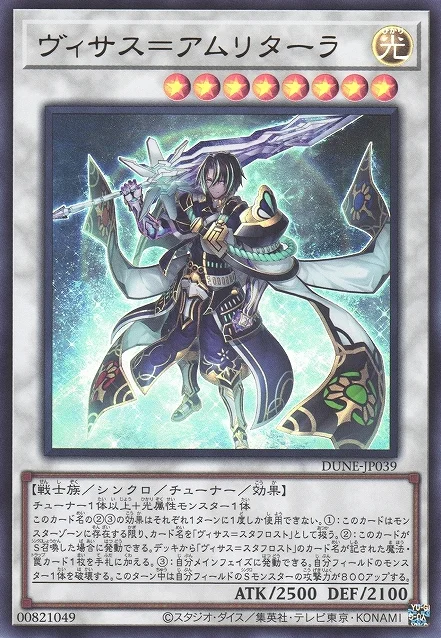 ヴィサス＝アムリターラ
光
DUNE-JP039
【戦士族／シンクロ／チューナー／効果】
チューナー1体以上＋光属性モンスター1体
このカード名の②③の効果はそれぞれ1ターンに1度しか使用できない。①：このカードはモンス
ターゾーンに存在する限り、カード名を「ヴィサス＝スタフロスト」として扱う。②：このカードが
S召喚した場合に発動できる。デッキから「ヴィサス＝スタフロスト」のカード名が記された魔法・
罠カード1枚を手札に加える。③：自分メインフェイズに発動できる。自分フィールドのモンス
ター1体を破壊する。このターン中は自分フィールドのSモンスターの攻撃力が800アップする。
ATK/2500 DEF/2100
00821049
©スタジオ・ダイス／集英社・テレビ東京・KONAMI